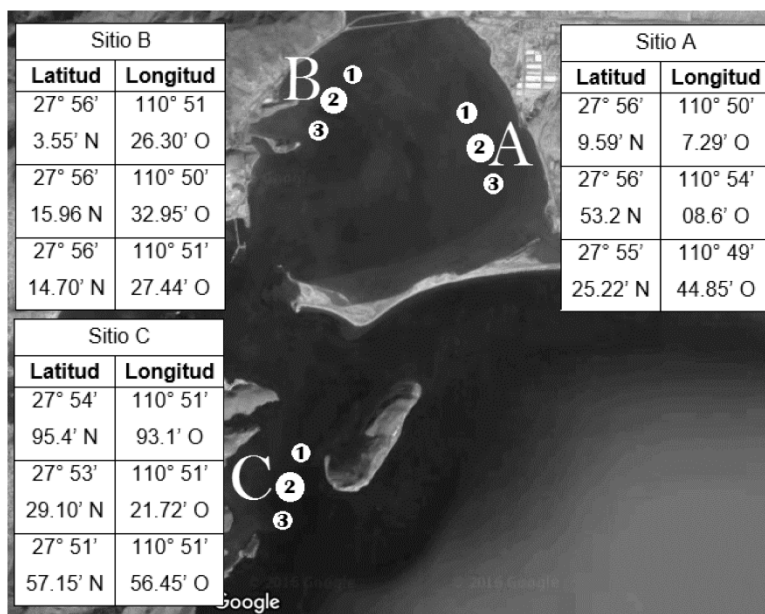 Sitio B
Latitud Longitud
27° 56' 110° 51
3.55' N 26.30' O
27° 56' 110° 50'
15.96 N 32.95' O
27° 56' 110° 51'
14.70' N 27.44' O
Sitio A
Latitud Longitud
27° 56' 110° 50'
9.59' N 7.29' O
27° 56' 110° 54'
53.2' N 08.6' O
27° 55' 110° 49'
25.22' N 44.85' O
B
1
2
3
1
2
A
3
Sitio C
Latitud Longitud
27° 54' 110° 51'
95.4' N 93.1' O
27° 53' 110° 51'
29.10' N 21.72' O
27° 51' 110° 51'
57.15' N 56.45' O
C
1
2
3
© 2016 Google
© 2016 Google
Google